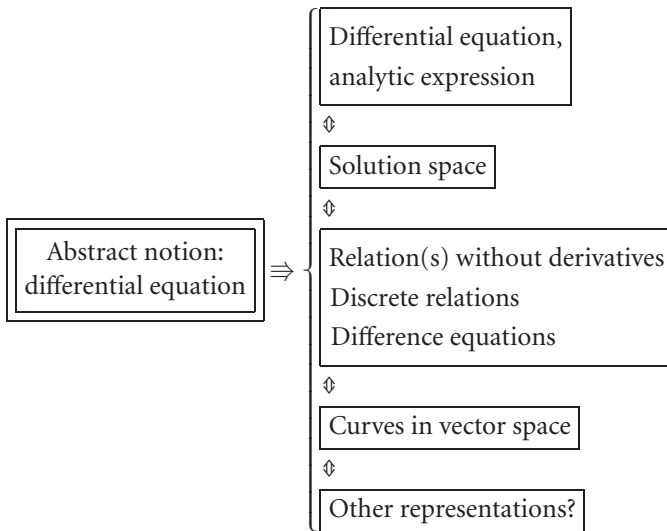 Differential equation,
analytic expression
⇕
Solution space
⇕
Abstract notion:
differential equation
⇛
Relation(s) without derivatives
Discrete relations
Difference equations
⇕
Curves in vector space
⇕
Other representations?